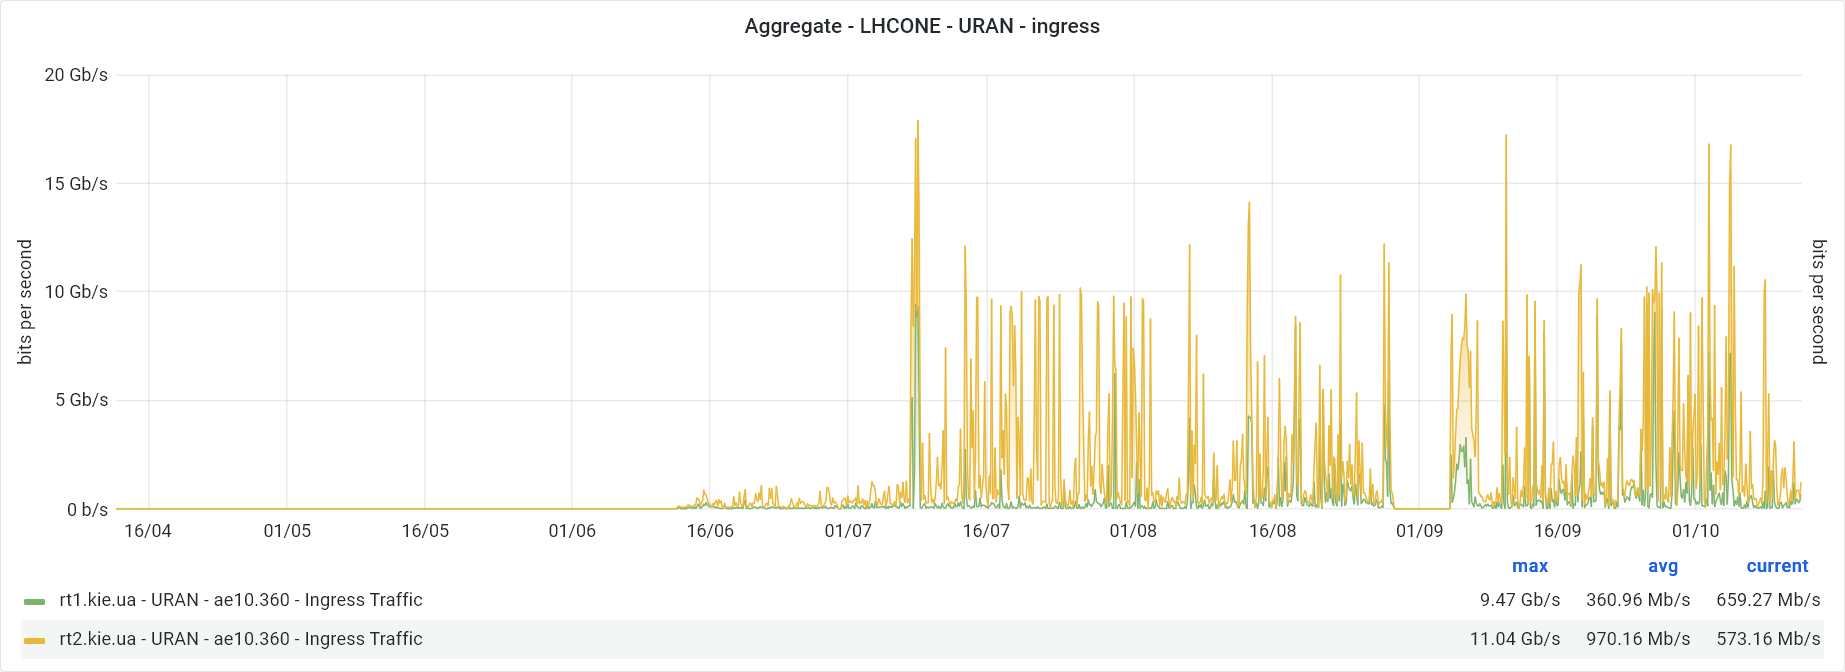 Aggregate - LHCONE - URAN - ingress
20 Gb/s
15 Gb/s
10 Gb/s
5 Gb/s
0 b/s
bits per second
bits per second
16/04 01/05 16/05 01/06 16/06 01/07 16/07 01/08 16/08 01/09 16/09 01/10
max avg current
rt1.kie.ua - URAN - ae10.360 - Ingress Traffic 9.47 Gb/s 360.96 Mb/s 659.27 Mb/s
rt2.kie.ua - URAN - ae10.360 - Ingress Traffic 11.04 Gb/s 970.16 Mb/s 573.16 Mb/s